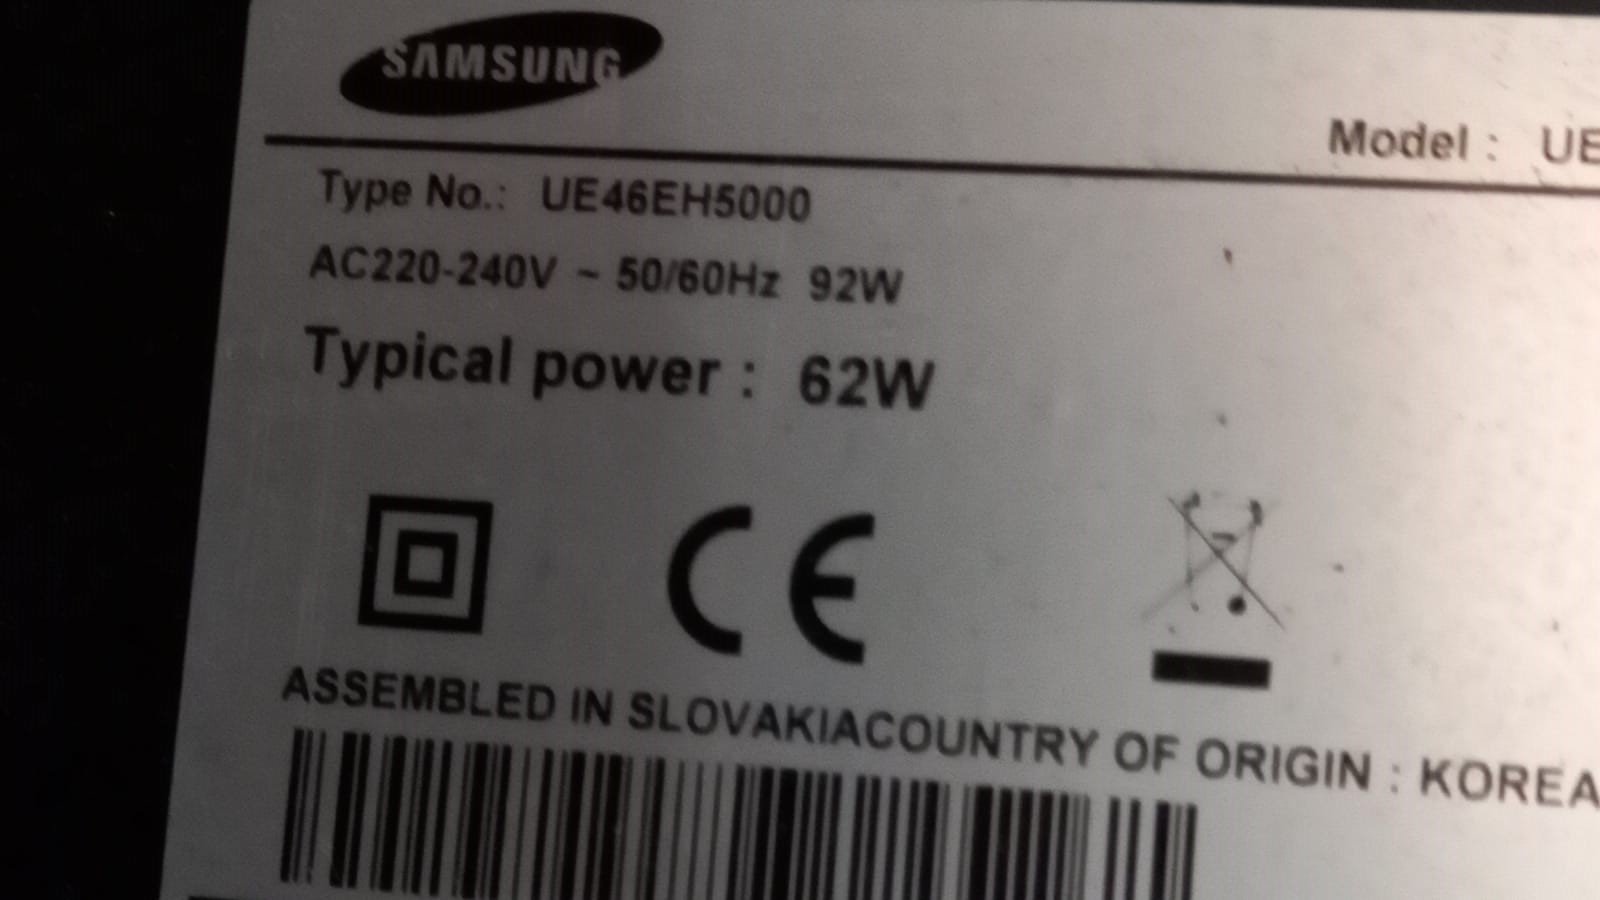 SAMSUNG
Model : UE
Type No.: UE46EH5000
AC220-240V ~ 50/60Hz 92W
Typical power : 62W
CE
ASSEMBLED IN SLOVAKIACOUNTRY OF ORIGIN : KOREA